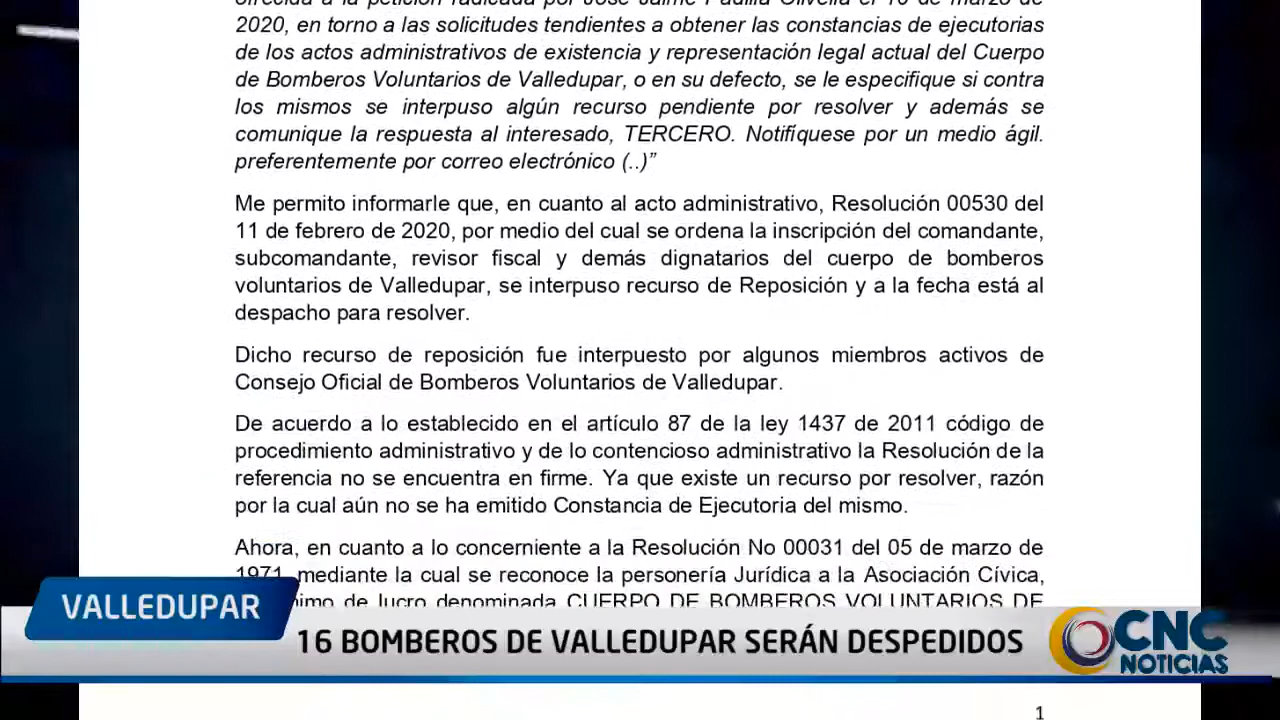 ofrecida a la petición radicada por José Jaime Padilla Olivella el 10 de marzo de
2020, en torno a las solicitudes tendientes a obtener las constancias de ejecutorias
de los actos administrativos de existencia y representación legal actual del Cuerpo
de Bomberos Voluntarios de Valledupar, o en su defecto, se le especifique si contra
los mismos se interpuso algún recurso pendiente por resolver y además se
comunique la respuesta al interesado, TERCERO. Notifíquese por un medio ágil.
preferentemente por correo electrónico (..)”
Me permito informarle que, en cuanto al acto administrativo, Resolución 00530 del
11 de febrero de 2020, por medio del cual se ordena la inscripción del comandante,
subcomandante, revisor fiscal y demás dignatarios del cuerpo de bomberos
voluntarios de Valledupar, se interpuso recurso de Reposición y a la fecha está al
despacho para resolver.
Dicho recurso de reposición fue interpuesto por algunos miembros activos de
Consejo Oficial de Bomberos Voluntarios de Valledupar.
De acuerdo a lo establecido en el artículo 87 de la ley 1437 de 2011 código de
procedimiento administrativo y de lo contencioso administrativo la Resolución de la
referencia no se encuentra en firme. Ya que existe un recurso por resolver, razón
por la cual aún no se ha emitido Constancia de Ejecutoria del mismo.
Ahora, en cuanto a lo concerniente a la Resolución No 00031 del 05 de marzo de
1971, mediante la cual se reconoce la personería Jurídica a la Asociación Cívica,
de lucro denominada CUERPO DE BOMBEROS VOLUNTARIOS DE
VALLEDUPAR
16 BOMBEROS DE VALLEDUPAR SERÁN DESPEDIDOS
CNC
NOTICIAS
1